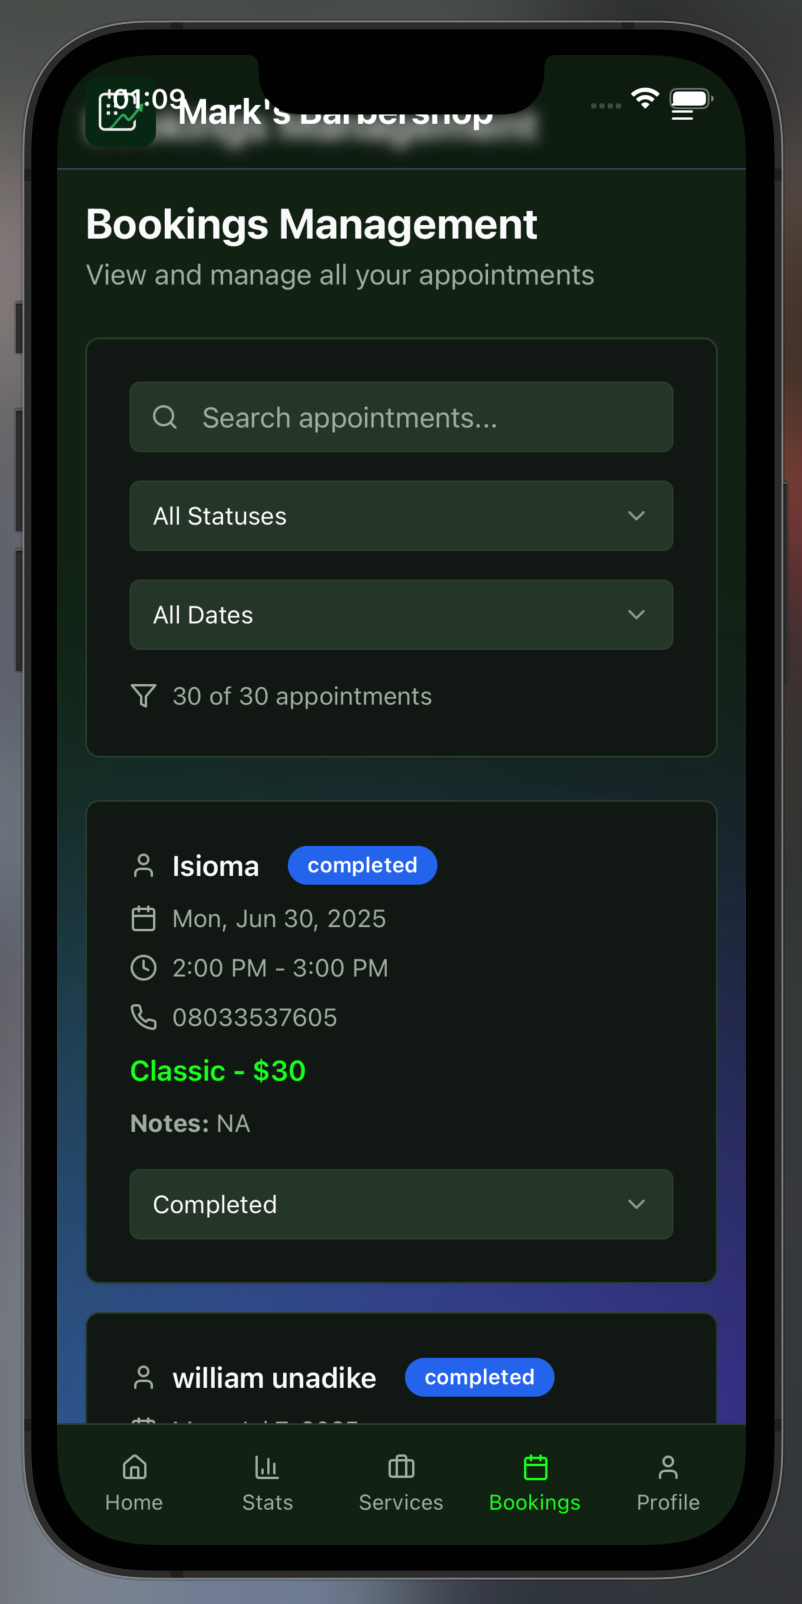 01:09
Mark's Barbershop
Bookings Management
View and manage all your appointments
Search appointments...
All Statuses
All Dates
30 of 30 appointments
Isioma completed
Mon, Jun 30, 2025
2:00 PM - 3:00 PM
08033537605
Classic - $30
Notes: NA
Completed
william unadike completed
Home Stats Services Bookings Profile